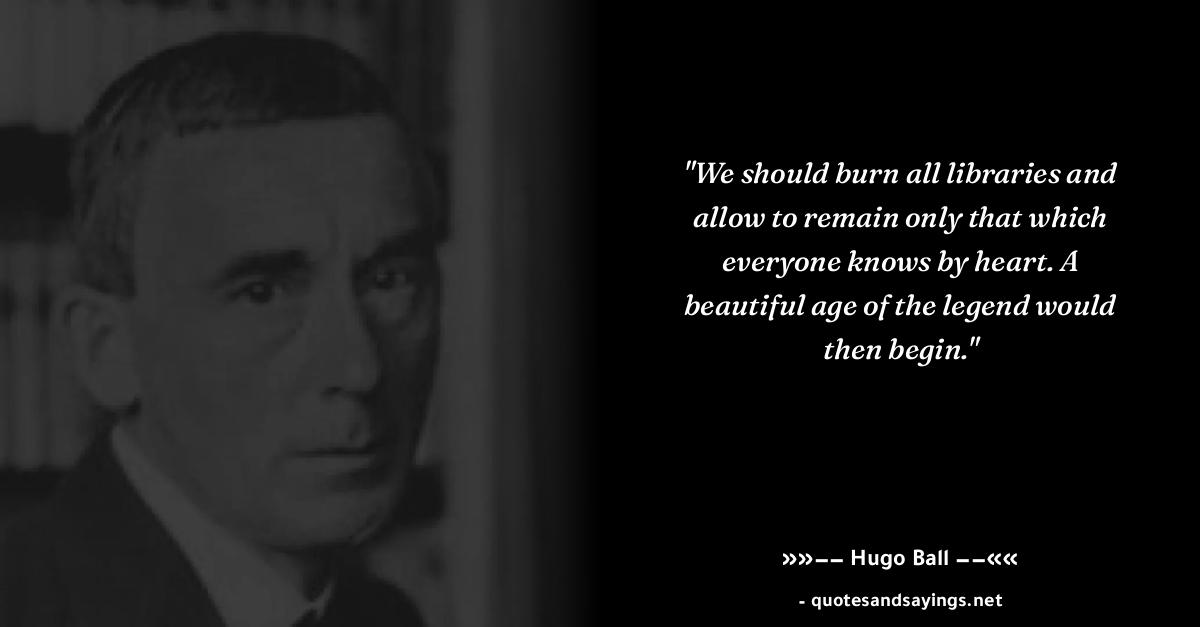 "We should burn all libraries and
allow to remain only that which
everyone knows by heart. A
beautiful age of the legend would
then begin."
»»−− Hugo Ball −−««
- quotesandsayings.net